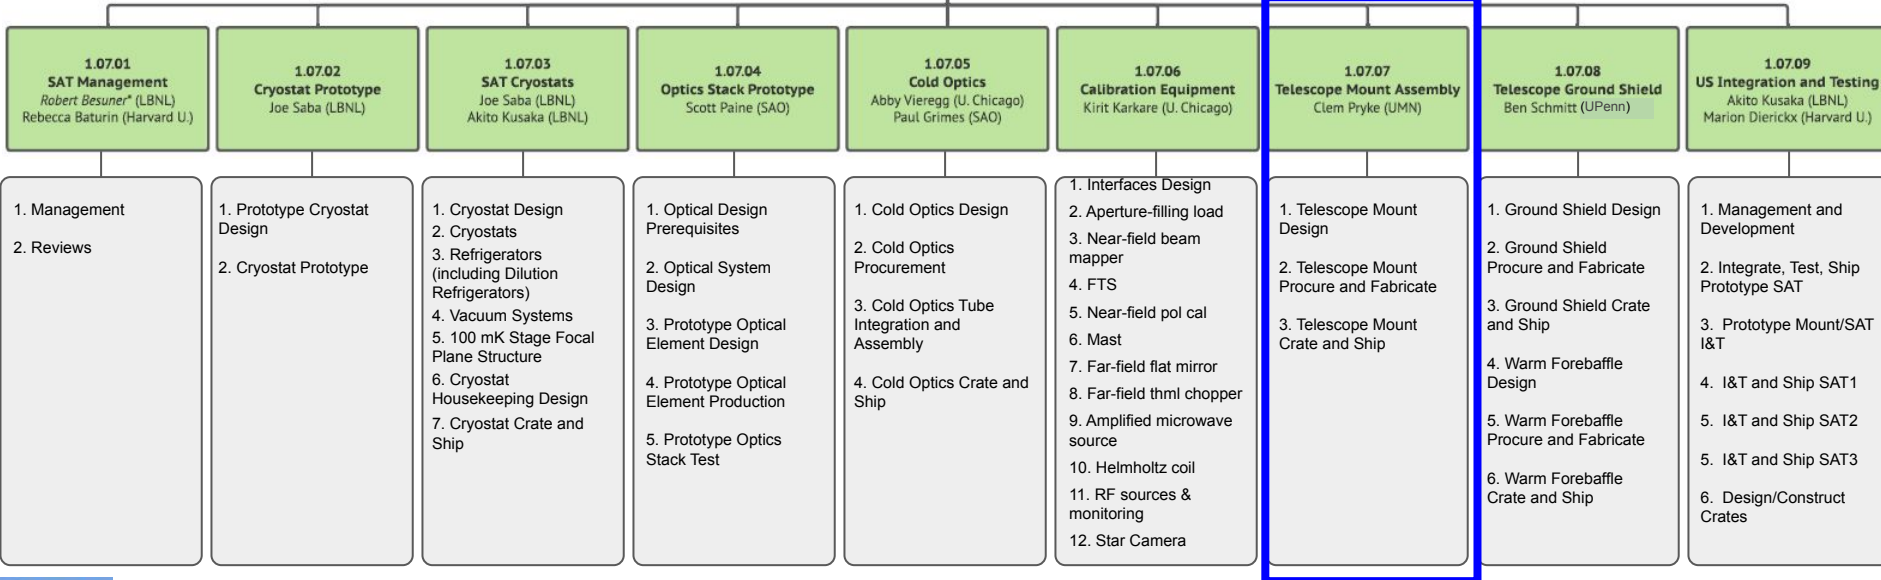 1.07.01
SAT Management
Robert Besuner* (LBNL)
Rebecca Baturin (Harvard U.)
1. Management
2. Reviews
1.07.02
Cryostat Prototype
Joe Saba (LBNL)
1. Prototype Cryostat
Design
2. Cryostat Prototype
1.07.03
SAT Cryostats
Joe Saba (LBNL)
Akito Kusaka (LBNL)
1. Cryostat Design
2. Cryostats
3. Refrigerators
(including Dilution
Refrigerators)
4. Vacuum Systems
5. 100 mK Stage Focal
Plane Structure
6. Cryostat
Housekeeping Design
7. Cryostat Crate and
Ship
1.07.04
Optics Stack Prototype
Scott Paine (SAO)
1. Optical Design
Prerequisites
2. Optical System
Design
3. Prototype Optical
Element Design
4. Prototype Optical
Element Production
5. Prototype Optics
Stack Test
1.07.05
Cold Optics
Abby Vieregg (U. Chicago)
Paul Grimes (SAO)
1. Cold Optics Design
2. Cold Optics
Procurement
3. Cold Optics Tube
Integration and
Assembly
4. Cold Optics Crate and
Ship
1.07.06
Calibration Equipment
Kirit Karkare (U. Chicago)
1. Interfaces Design
2. Aperture-filling load
3. Near-field beam
mapper
4. FTS
5. Near-field pol cal
6. Mast
7. Far-field flat mirror
8. Far-field thml chopper
9. Amplified microwave
source
10. Helmholtz coil
11. RF sources &
monitoring
12. Star Camera
1.07.07
Telescope Mount Assembly
Clem Pryke (UMN)
1. Telescope Mount
Design
2. Telescope Mount
Procure and Fabricate
3. Telescope Mount
Crate and Ship
1.07.08
Telescope Ground Shield
Ben Schmitt (UPenn)
1. Ground Shield Design
2. Ground Shield
Procure and Fabricate
3. Ground Shield Crate
and Ship
4. Warm Forebaffle
Design
5. Warm Forebaffle
Procure and Fabricate
6. Warm Forebaffle
Crate and Ship
1.07.09
US Integration and Testing
Akito Kusaka (LBNL)
Marion Dierickx (Harvard U.)
1. Management and
Development
2. Integrate, Test, Ship
Prototype SAT
3. Prototype Mount/SAT
I&T
4. I&T and Ship SAT1
5. I&T and Ship SAT2
5. I&T and Ship SAT3
6. Design/Construct
Crates